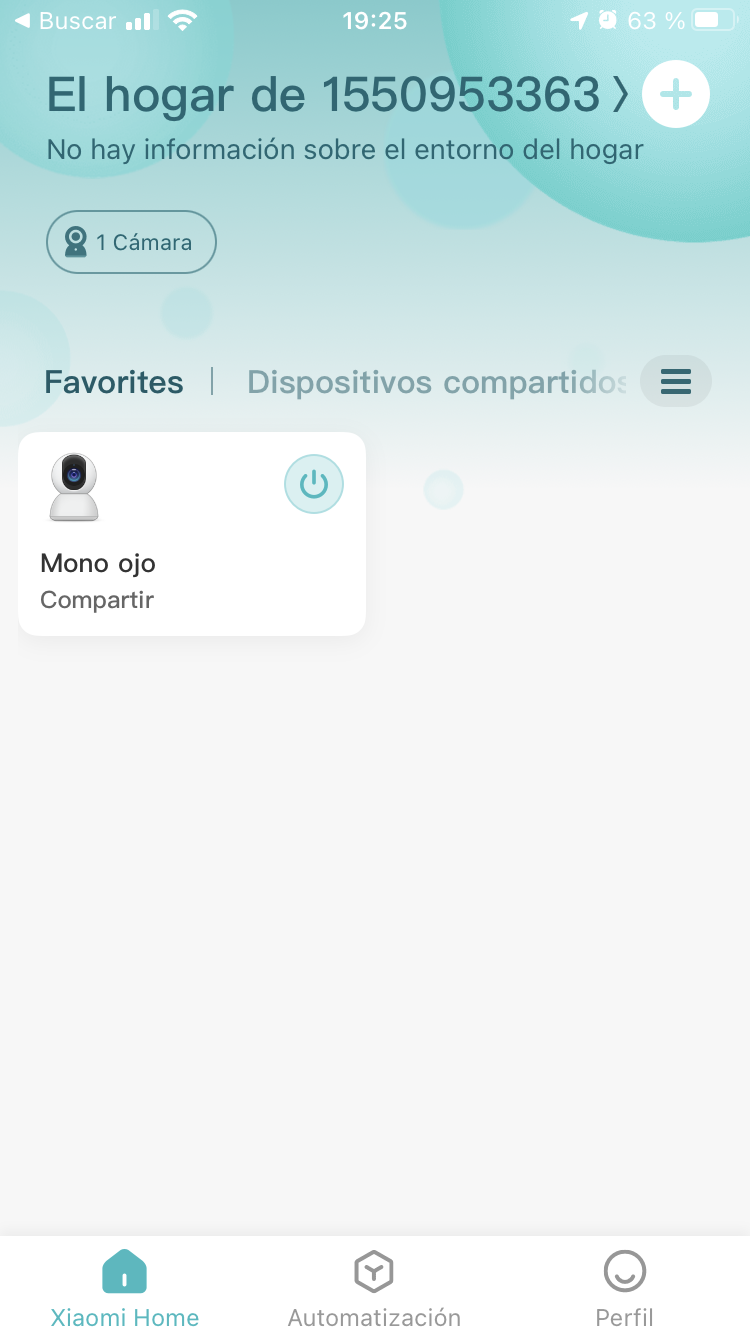 Buscar
19:25
63 %
El hogar de 1550953363
No hay información sobre el entorno del hogar
1 Cámara
Favorites
Dispositivos compartidos
Mono ojo
Compartir
Xiaomi Home
Automatización
Perfil